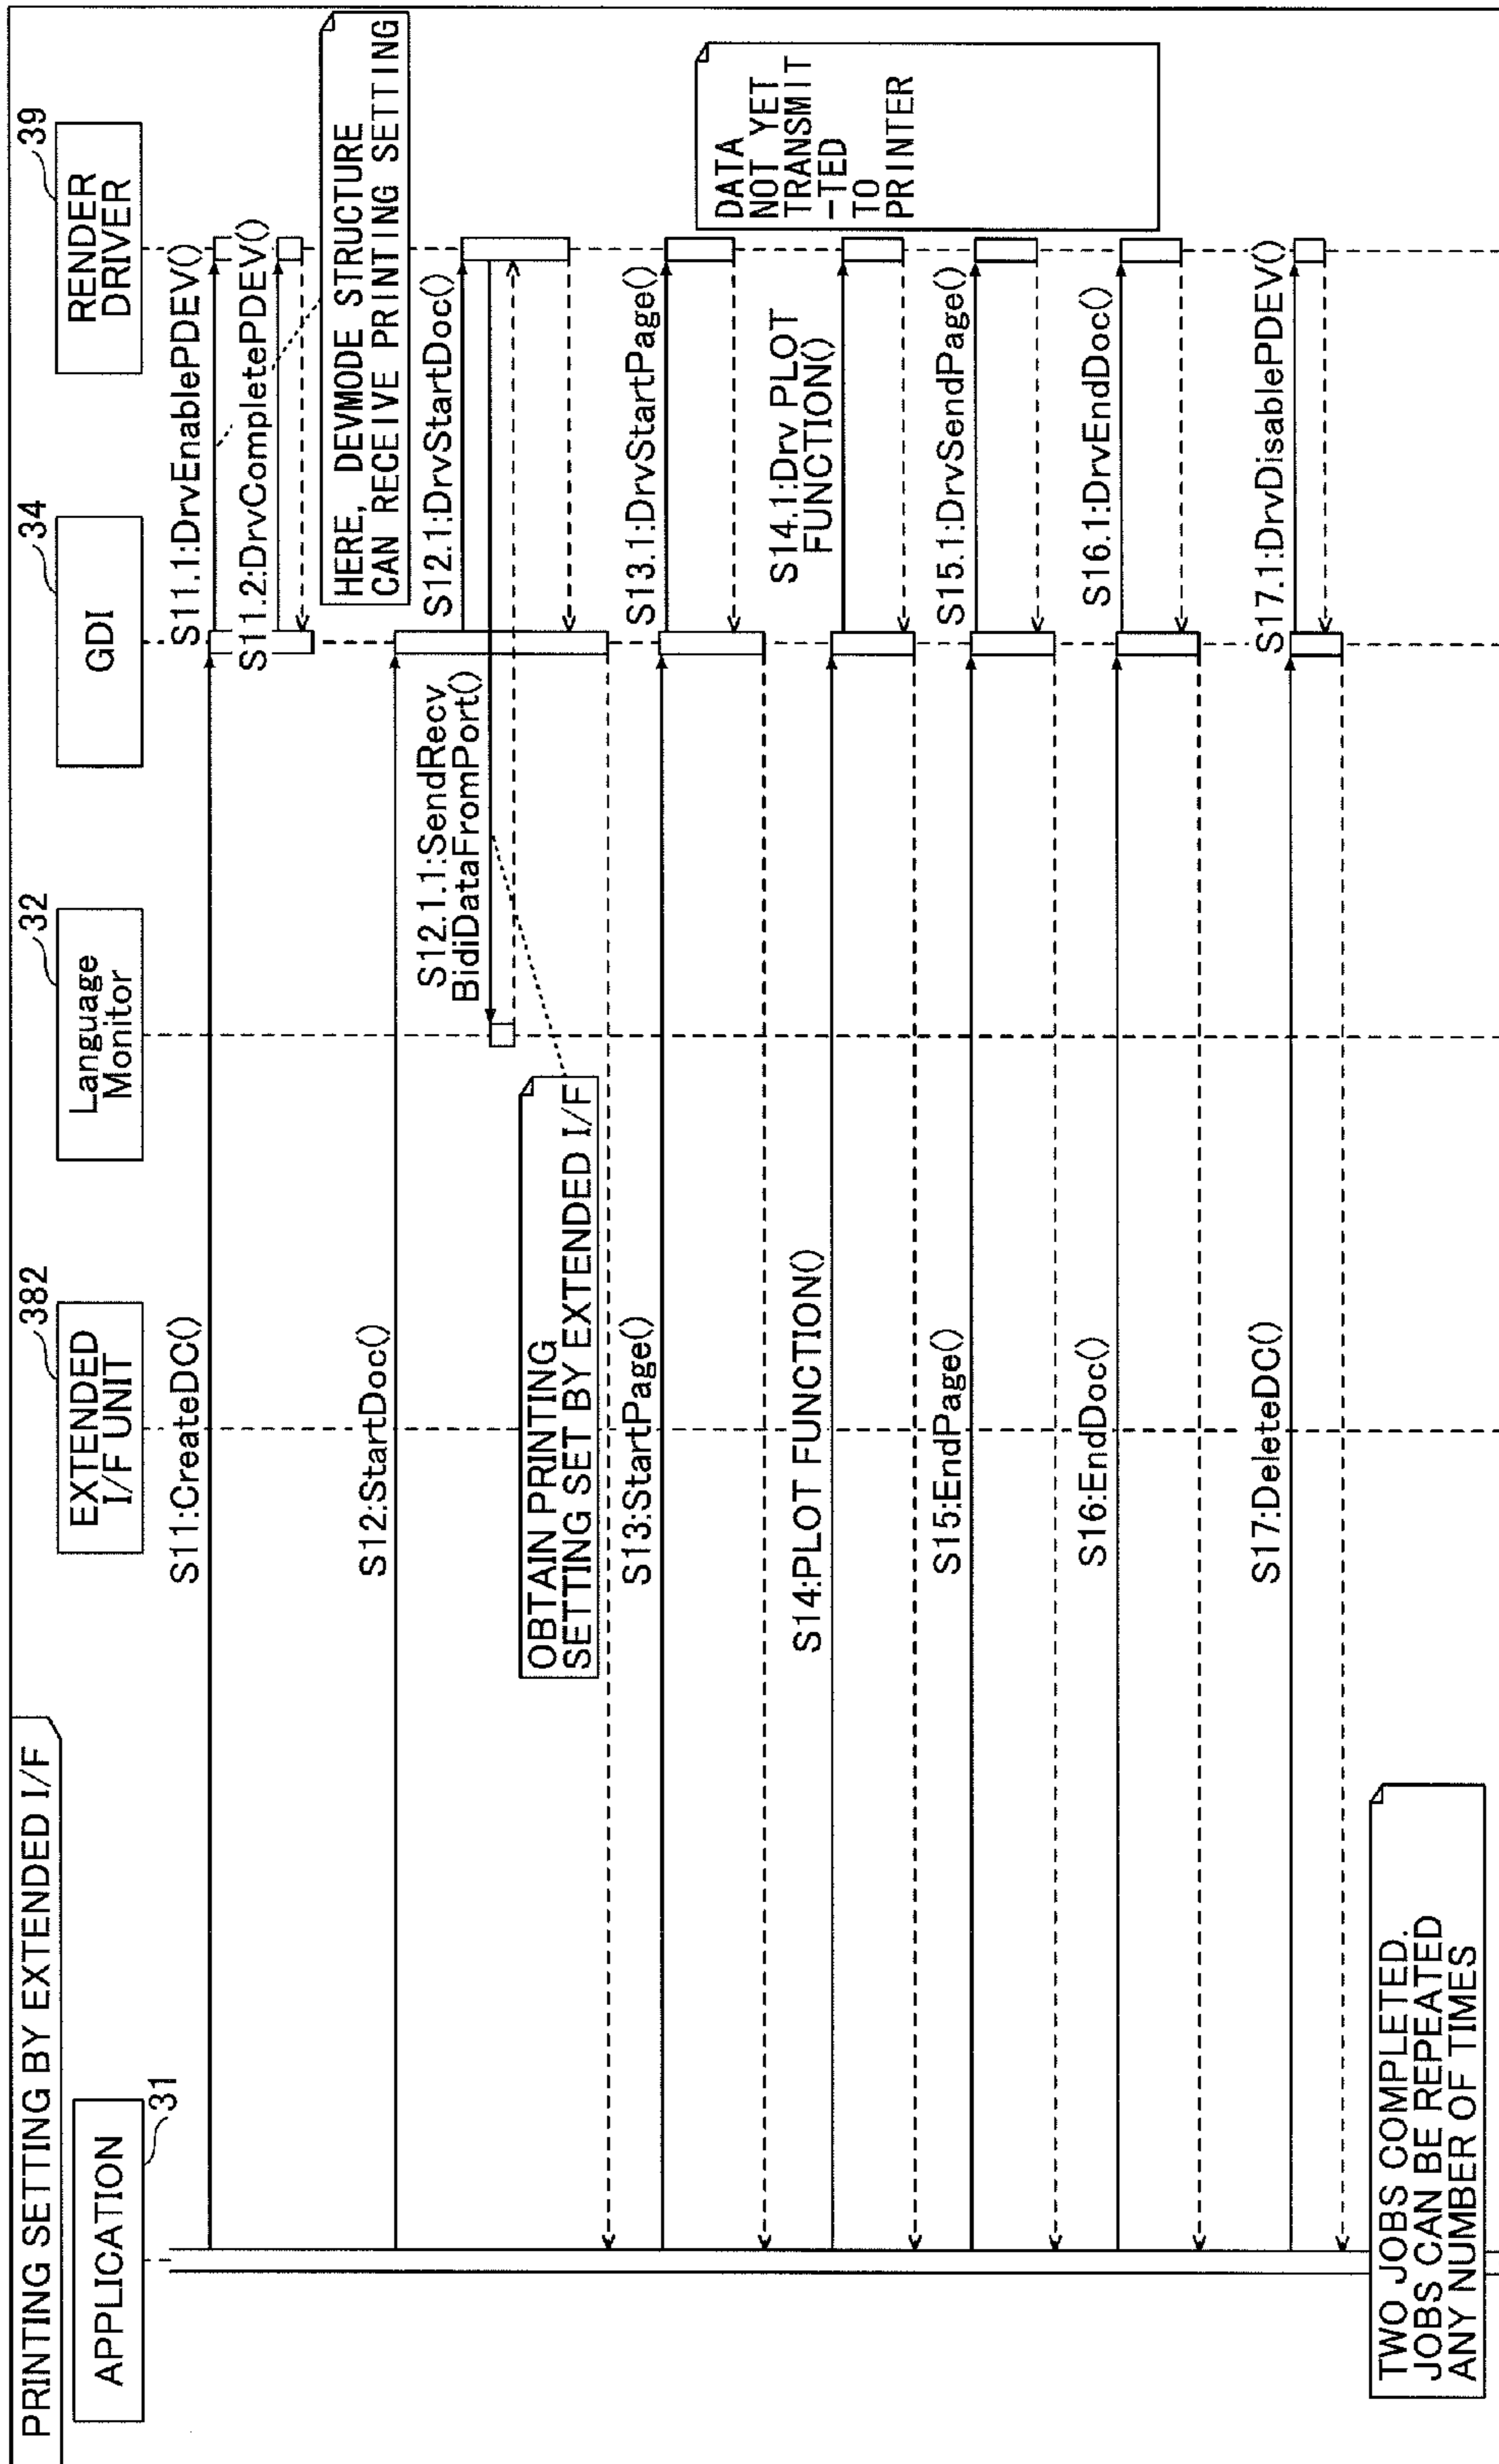 PRINTING SETTING BY EXTENDED I/F
APPLICATION
31
EXTENDED
I/F UNIT
382
Language
Monitor
32
GDI
34
RENDER
DRIVER
39
S11:CreateDC()
S11.1:DrvEnablePDEV()
S11.2:DrvCompletePDEV()
HERE, DEVMODE STRUCTURE
CAN RECEIVE PRINT SETTING
S12:StartDoc()
S12.1:DrvStartDoc()
S12.1.1:SendRecv
BidiDataFromPort()
OBTAIN PRINTING
SETTING SET BY EXTENDED I/F
S13:StartPage()
S13.1:DrvStartPage()
DATA
NOT YET
TRANSMIT
-TED
TO
PRINTER
S14:PLOT FUNCTION()
S14.1:Drv PLOT
FUNCTION()
S15:EndPage()
S15.1:DrvSendPage()
S16:EndDoc()
S16.1:DrvEndDoc()
S17:DeleteDC()
S17.1:DrvDisablePDEV()
TWO JOBS COMPLETED.
JOBS CAN BE REPEATED
ANY NUMBER OF TIMES